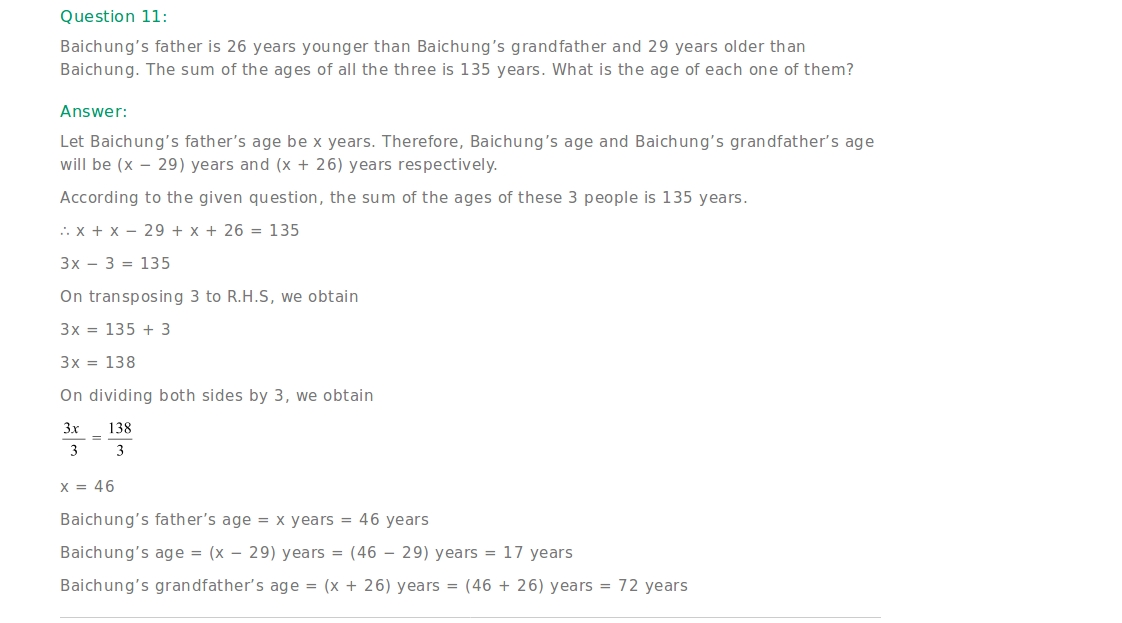 Question 11:
Baichung’s father is 26 years younger than Baichung’s grandfather and 29 years older than
Baichung. The sum of the ages of all the three is 135 years. What is the age of each one of them?
Answer:
Let Baichung’s father’s age be x years. Therefore, Baichung’s age and Baichung’s grandfather’s age
will be (x − 29) years and (x + 26) years respectively.
According to the given question, the sum of the ages of these 3 people is 135 years.
∴ x + x − 29 + x + 26 = 135
3x − 3 = 135
On transposing 3 to R.H.S, we obtain
3x = 135 + 3
3x = 138
On dividing both sides by 3, we obtain
3x/3 = 138/3
x = 46
Baichung’s father’s age = x years = 46 years
Baichung’s age = (x − 29) years = (46 − 29) years = 17 years
Baichung’s grandfather’s age = (x + 26) years = (46 + 26) years = 72 years